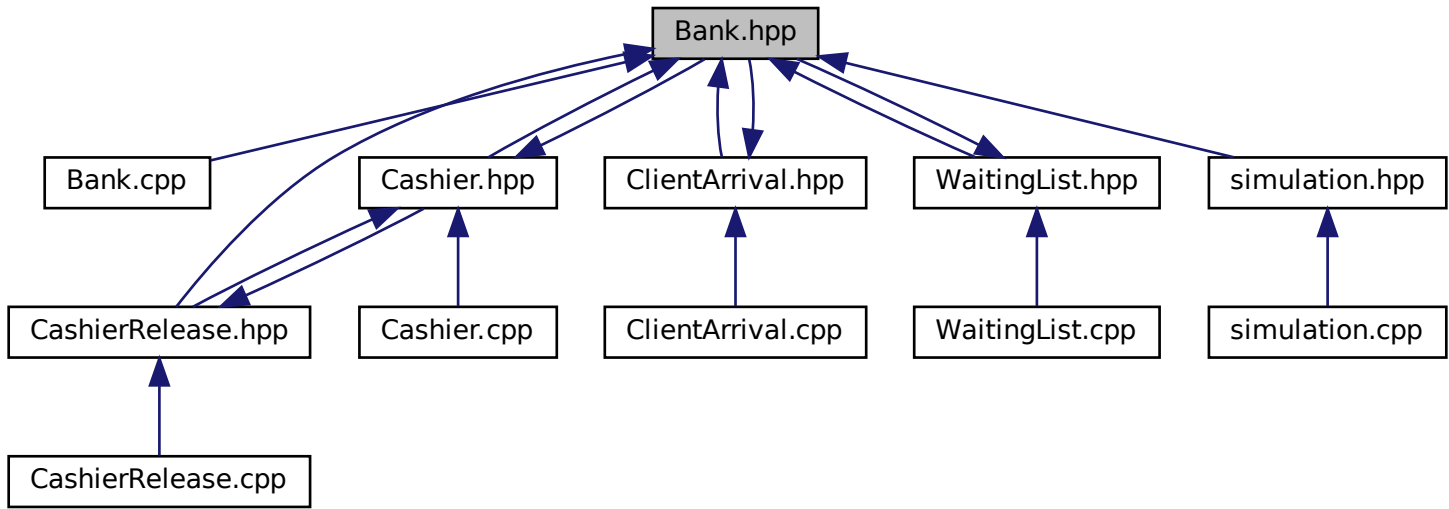 Bank.hpp
Bank.cpp
Cashier.hpp
ClientArrival.hpp
WaitingList.hpp
simulation.hpp
CashierRelease.hpp
Cashier.cpp
ClientArrival.cpp
WaitingList.cpp
simulation.cpp
CashierRelease.cpp